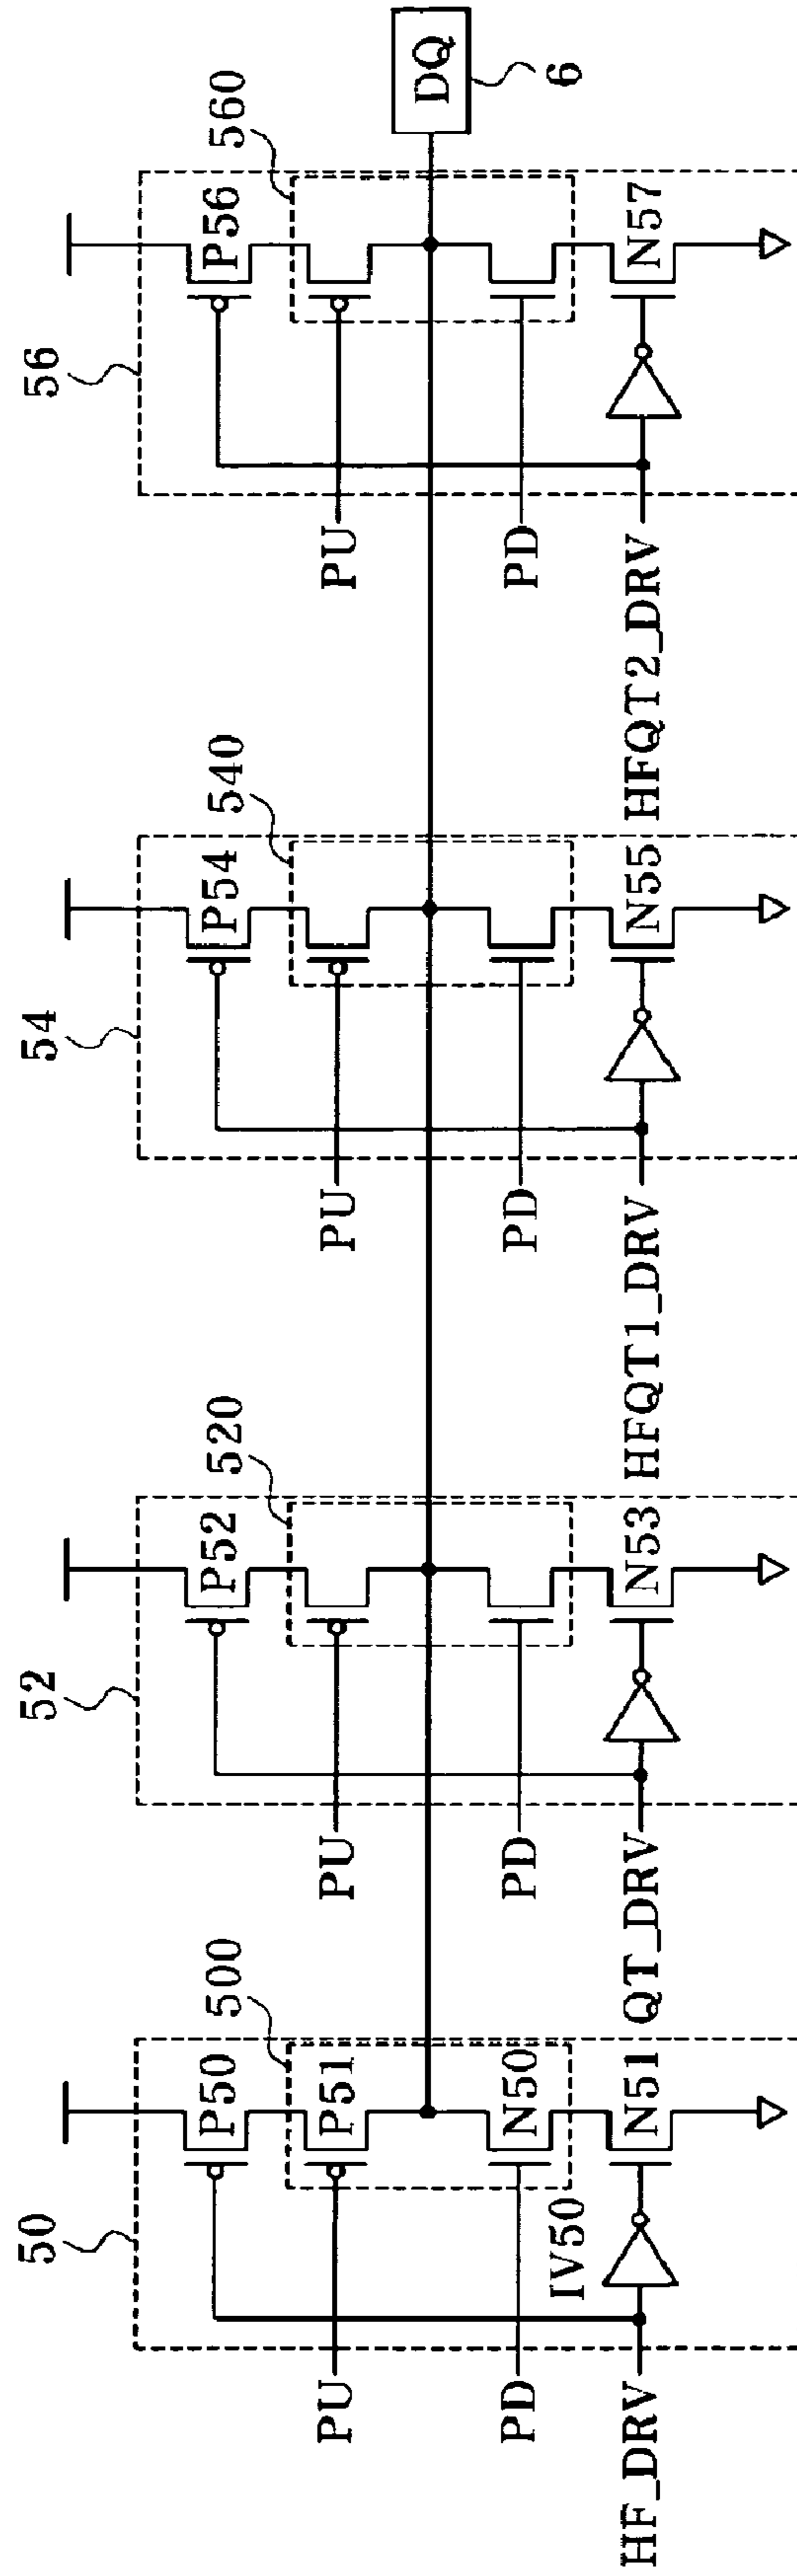 50
P50
500
P51
PU
N50
PD
IV50
N51
HF_DRV
52
P52
520
PU
PD
N53
QT_DRV
54
P54
540
PU
PD
N55
HFQT1_DRV
56
P56
560
PU
PD
N57
HFQT2_DRV
DQ
6